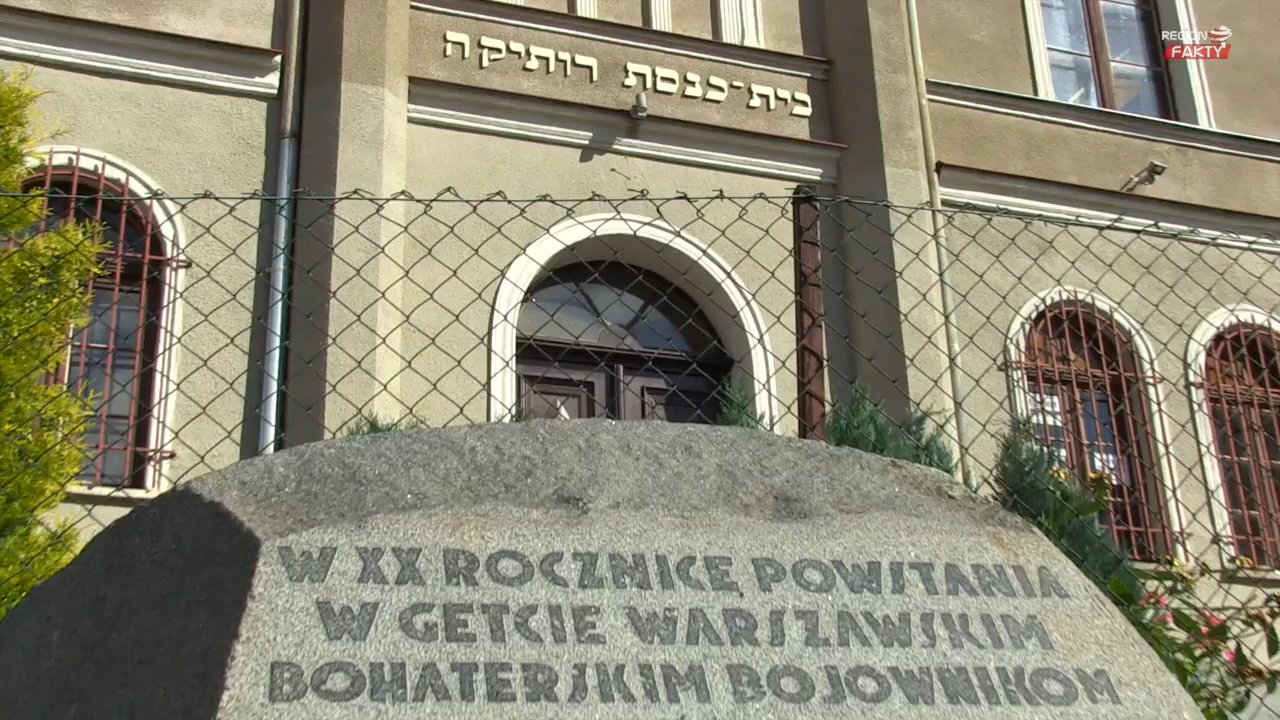 REGION
FAKTY
בית־כנסת רותיקה
W XX ROCZNICĘ POWSTANIA
W GETCIE WARSZAWSKIM
BOHATERSKIM BOJOWNIKOM